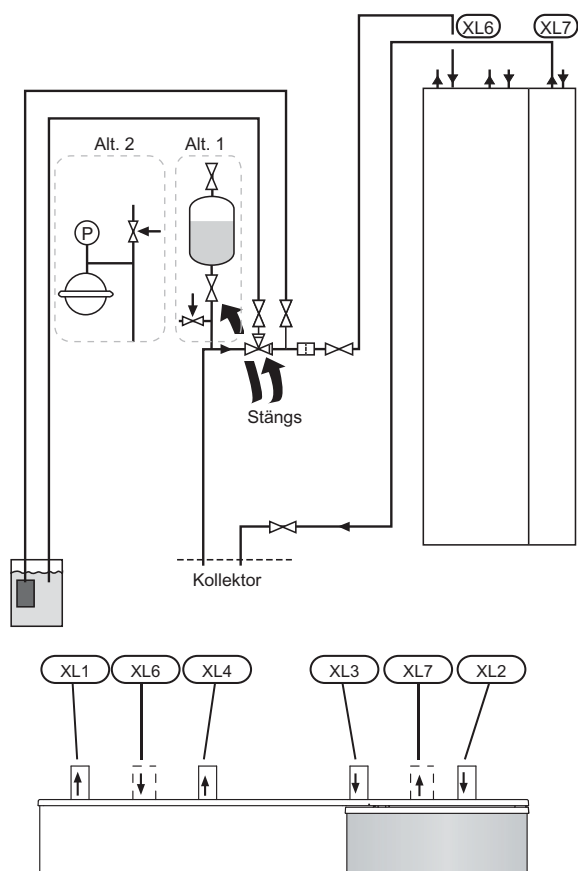 XL6 XL7
Alt. 2 Alt. 1
P
Stängs
Kollektor
XL1 XL6 XL4 XL3 XL7 XL2